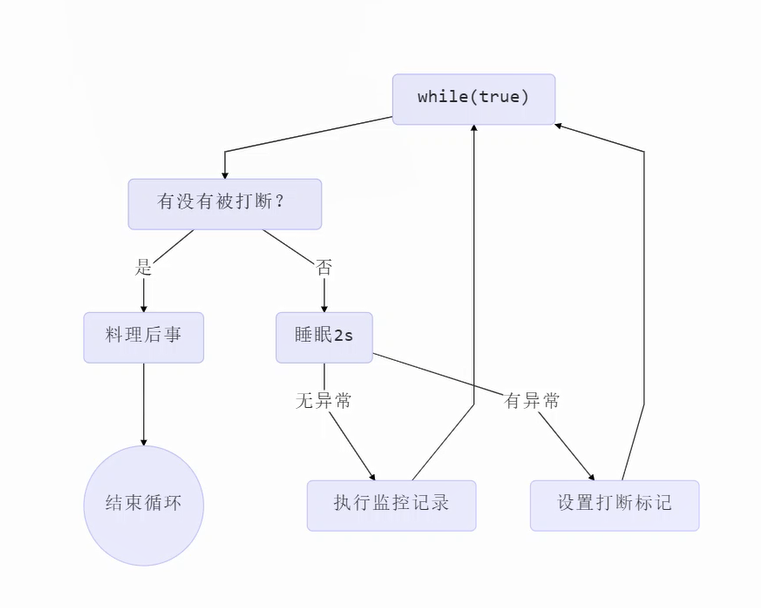 while(true)
有没有被打断?
是
否
料理后事
睡眠2s
无异常
有异常
结束循环
执行监控记录
设置打断标记